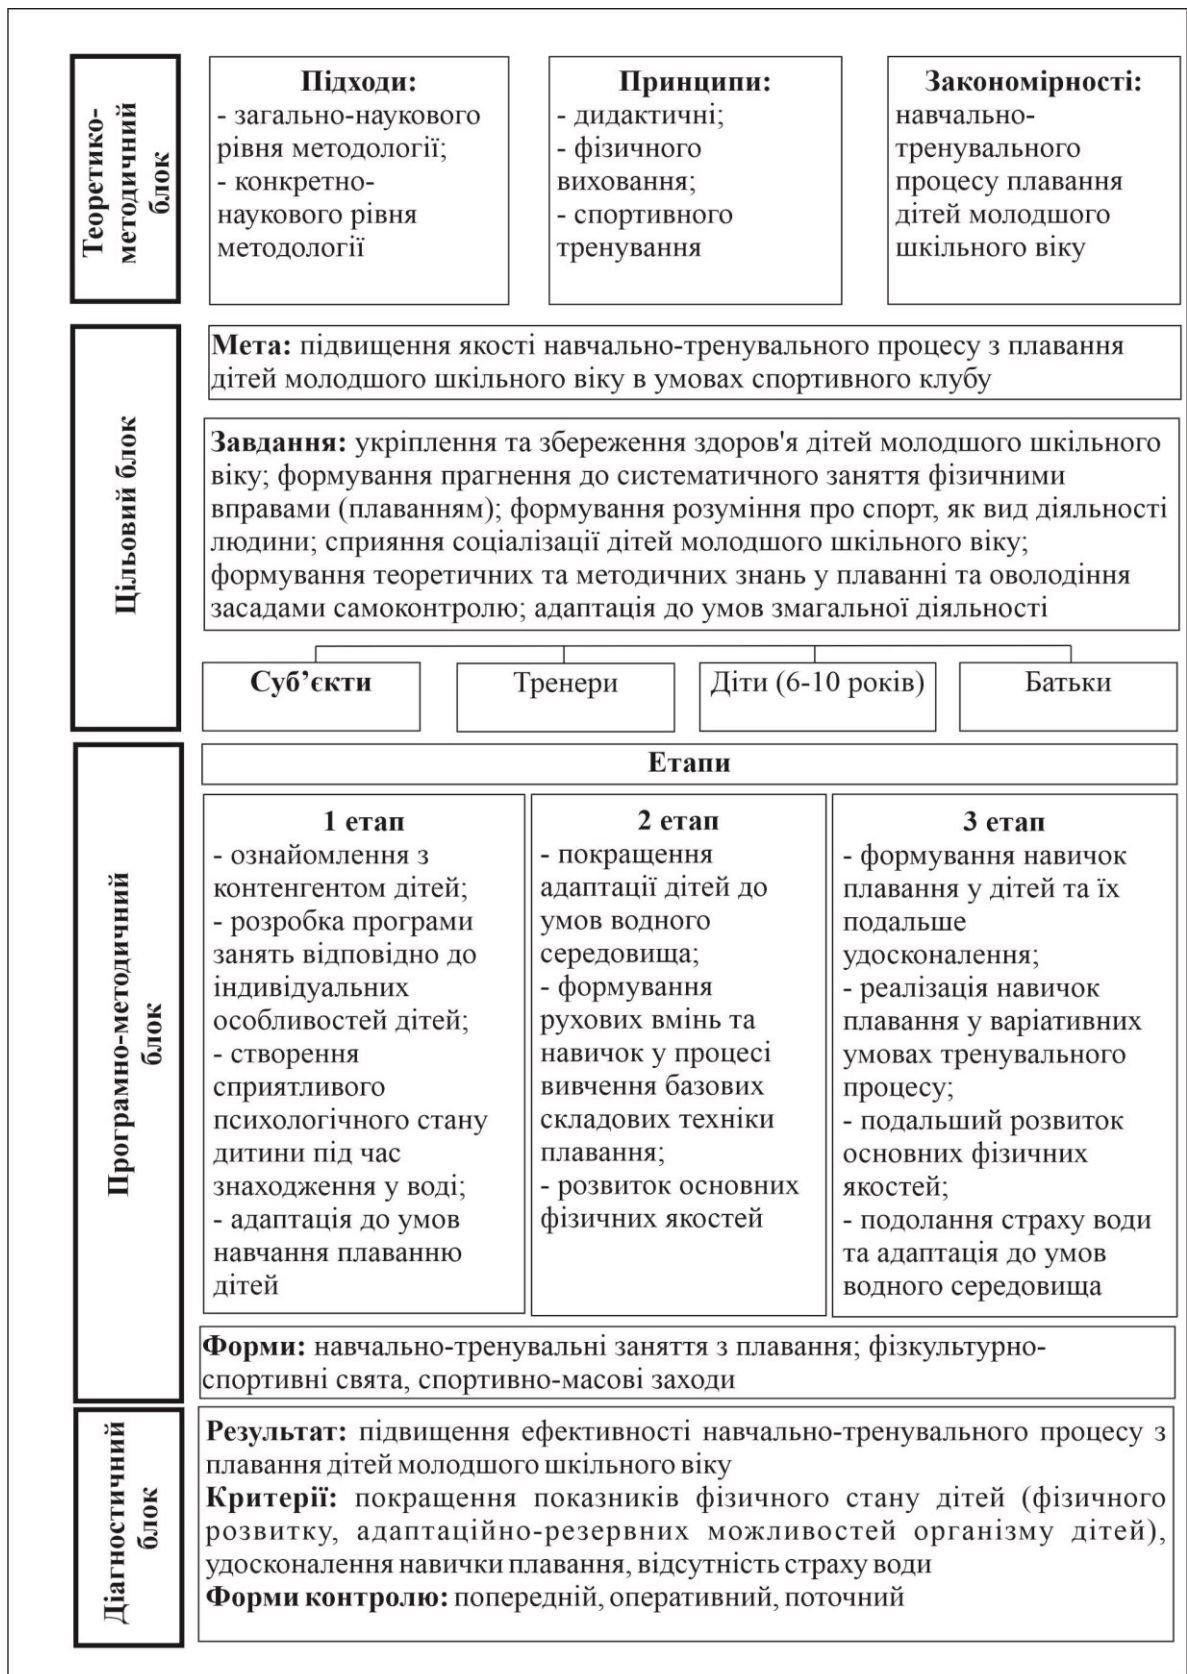 Теоретико-
методичний
блок
Підходи:
- загально-наукового
рівня методології;
- конкретно-
наукового рівня
методології
Принципи:
- дидактичні;
- фізичного
виховання;
- спортивного
тренування
Закономірності:
навчально-
тренувального
процесу плавання
дітей молодшого
шкільного віку
Цільовий блок
Мета: підвищення якості навчально-тренувального процесу з плавання
дітей молодшого шкільного віку в умовах спортивного клубу
Завдання: укріплення та збереження здоров'я дітей молодшого шкільного
віку; формування прагнення до систематичного заняття фізичними
вправами (плаванням); формування розуміння про спорт, як вид діяльності
людини; сприяння соціалізації дітей молодшого шкільного віку;
формування теоретичних та методичних знань у плаванні та оволодіння
засадами самоконтролю; адаптація до умов змагальної діяльності
Суб’єкти
Тренери
Діти (6-10 років)
Батьки
Програмно-методичний
блок
Етапи
1 етап
- ознайомлення з
контенгентом дітей;
- розробка програми
занять відповідно до
індивідуальних
особливостей дітей;
- створення
сприятливого
психологічного стану
дитини під час
знаходження у воді;
- адаптація до умов
навчання плаванню
дітей
2 етап
- покращення
адаптації дітей до
умов водного
середовища;
- формування
рухових вмінь та
навичок у процесі
вивчення базових
складових техніки
плавання;
- розвиток основних
фізичних якостей
3 етап
- формування навичок
плавання у дітей та їх
подальше
удосконалення;
- реалізація навичок
плавання у варіативних
умовах тренувального
процесу;
- подальший розвиток
основних фізичних
якостей;
- подолання страху води
та адаптація до умов
водного середовища
Форми: навчально-тренувальні заняття з плавання; фізкультурно-
спортивні свята, спортивно-масові заходи
Діагностичний
блок
Результат: підвищення ефективності навчально-тренувального процесу з
плавання дітей молодшого шкільного віку
Критерії: покращення показників фізичного стану дітей (фізичного
розвитку, адаптаційно-резервних можливостей організму дітей),
удосконалення навички плавання, відсутність страху води
Форми контролю: попередній, оперативний, поточний